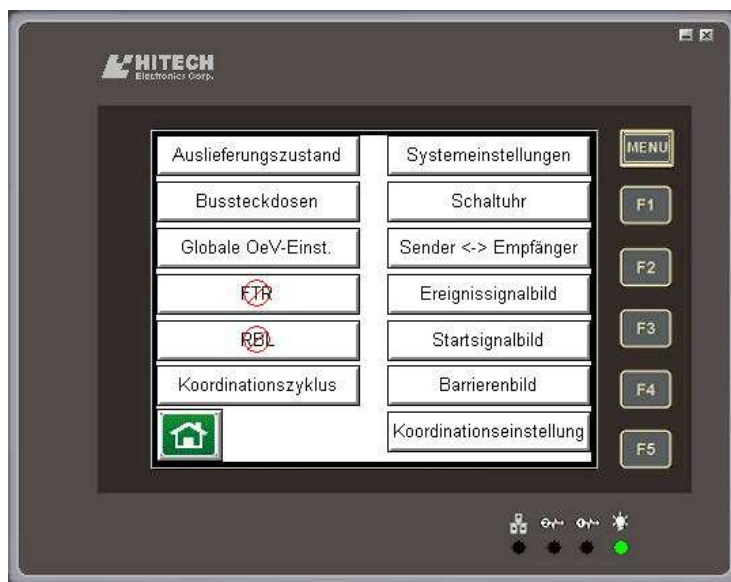 HITECH
Electronics Corp.
Auslieferungszustand
Systemeinstellungen
MENU
Bussteckdosen
Schaltuhr
F1
Globale OeV-Einst.
Sender <-> Empfänger
F2
FTR
Ereignissignalbild
F3
RBL
Startsignalbild
Koordinationszyklus
Barrierenbild
F4
Koordinationseinstellung
F5